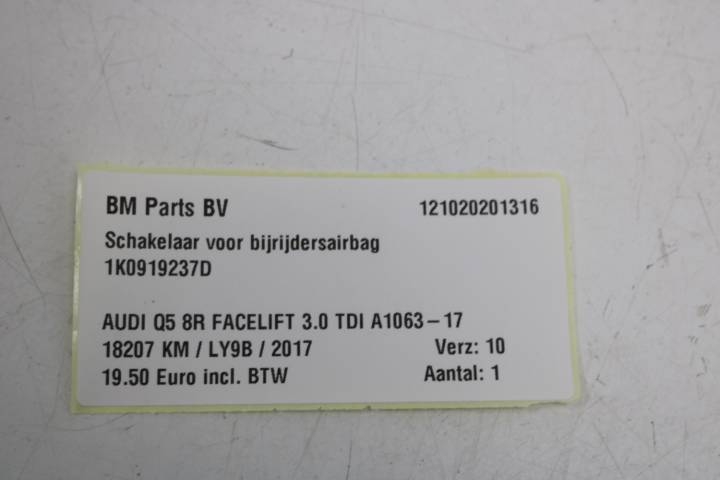 BM Parts BV 121020201316
Schakelaar voor bijrijdersairbag
1K0919237D
AUDI Q5 8R FACELIFT 3.0 TDI A1063-17
18207 KM / LY9B / 2017 Verz: 10
19.50 Euro incl. BTW Aantal: 1